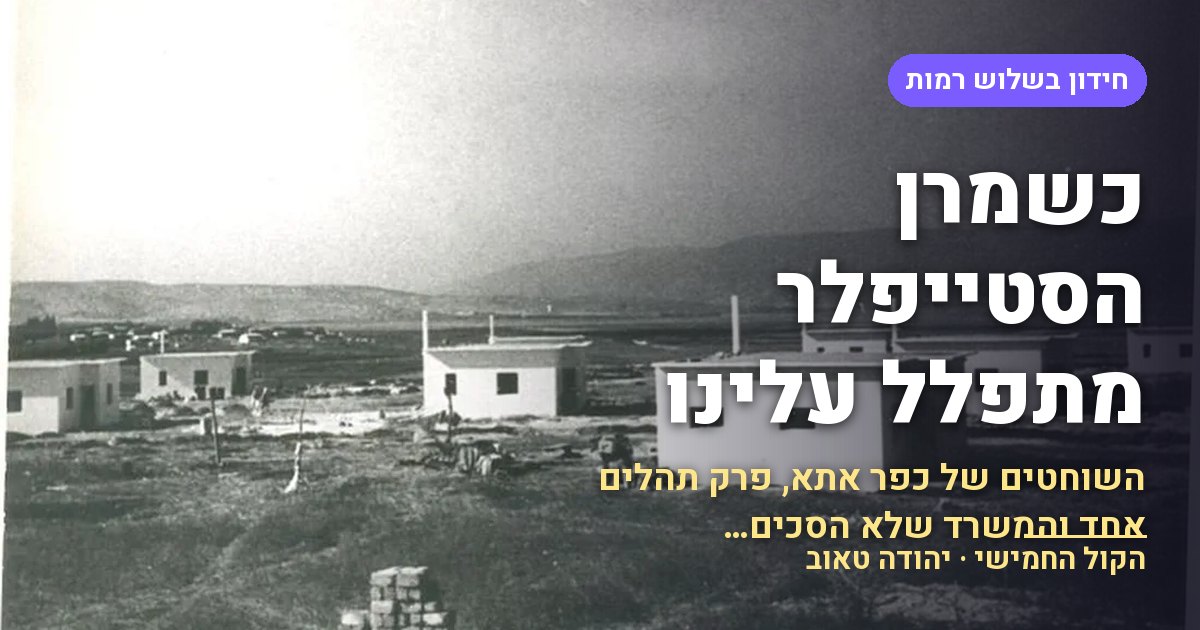 חידון בשלוש רמות
כשמרן
הסטייפלר
מתפלל עלינו
השוחטים של כפר אתא, פרק תהלים
אחד והמשרד שלא הסכים...
הקול החמישי · יהודה טאוב